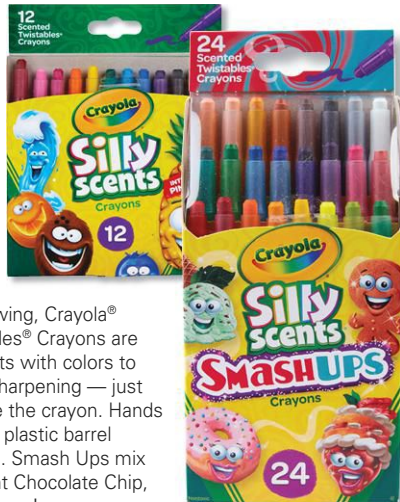 12
Scented
Twistables®
Crayons
Crayola
Silly
Scents
Crayons
12
24
Scented
Twistables®
Crayons
Crayola
Silly
Scents
SMASHUPS
Crayons
24
ving, Crayola®
les® Crayons are
ts with colors to
harpening — just
e the crayon. Hands
plastic barrel
. Smash Ups mix
t Chocolate Chip,